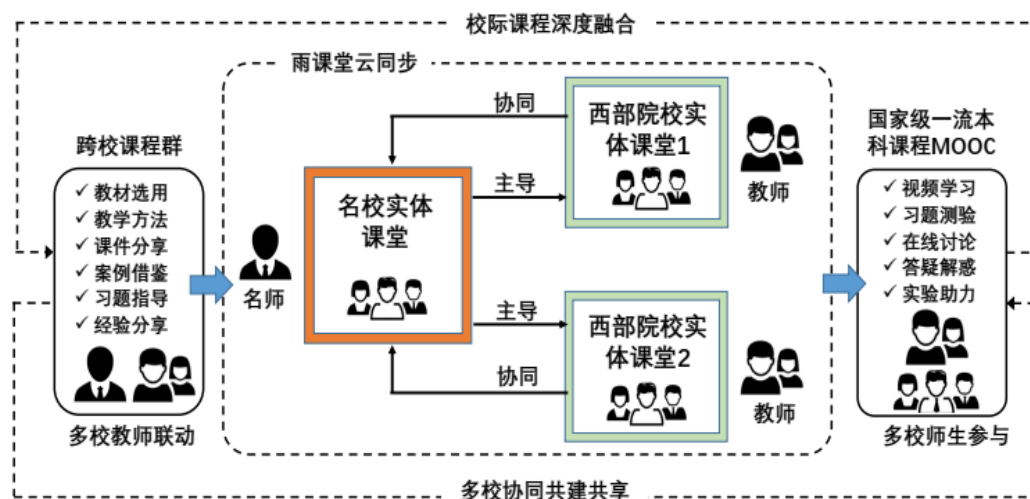 校际课程深度融合
雨课堂云同步
跨校课程群
✓ 教材选用
✓ 教学方法
✓ 课件分享
✓ 案例借鉴
✓ 习题指导
✓ 经验分享
多校教师联动
名师
名校实体
课堂
协同
主导
主导
协同
西部院校实
体课堂1
教师
西部院校实
体课堂2
教师
国家级一流本
科课程MOOC
✓ 视频学习
✓ 习题测验
✓ 在线讨论
✓ 答疑解惑
✓ 实验助力
多校师生参与
多校协同共建共享